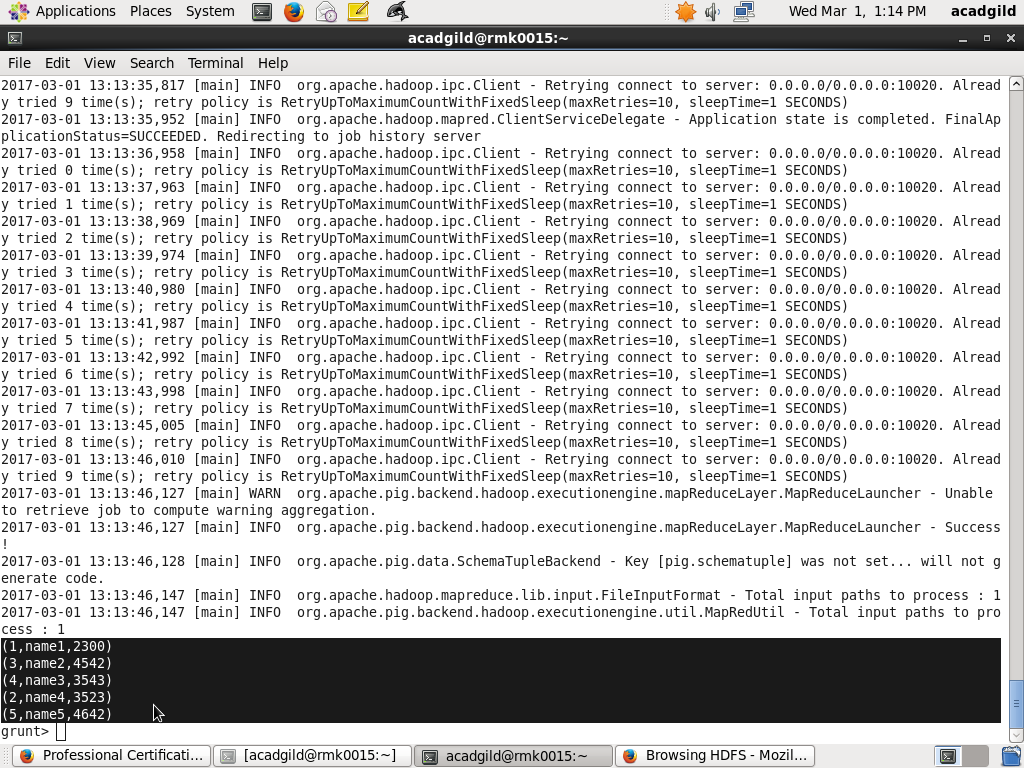 Applications Places System Wed Mar 1, 1:14 PM acadgild
acadgild@rmk0015:~
File Edit View Search Terminal Help
2017-03-01 13:13:35,817 [main] INFO  org.apache.hadoop.ipc.Client - Retrying connect to server: 0.0.0.0/0.0.0.0:10020. Alread
y tried 9 time(s); retry policy is RetryUpToMaximumCountWithFixedSleep(maxRetries=10, sleepTime=1 SECONDS)
2017-03-01 13:13:35,952 [main] INFO  org.apache.hadoop.mapred.ClientServiceDelegate - Application state is completed. FinalAp
plicationStatus=SUCCEEDED. Redirecting to job history server
2017-03-01 13:13:36,958 [main] INFO  org.apache.hadoop.ipc.Client - Retrying connect to server: 0.0.0.0/0.0.0.0:10020. Alread
y tried 0 time(s); retry policy is RetryUpToMaximumCountWithFixedSleep(maxRetries=10, sleepTime=1 SECONDS)
2017-03-01 13:13:37,963 [main] INFO  org.apache.hadoop.ipc.Client - Retrying connect to server: 0.0.0.0/0.0.0.0:10020. Alread
y tried 1 time(s); retry policy is RetryUpToMaximumCountWithFixedSleep(maxRetries=10, sleepTime=1 SECONDS)
2017-03-01 13:13:38,969 [main] INFO  org.apache.hadoop.ipc.Client - Retrying connect to server: 0.0.0.0/0.0.0.0:10020. Alread
y tried 2 time(s); retry policy is RetryUpToMaximumCountWithFixedSleep(maxRetries=10, sleepTime=1 SECONDS)
2017-03-01 13:13:39,974 [main] INFO  org.apache.hadoop.ipc.Client - Retrying connect to server: 0.0.0.0/0.0.0.0:10020. Alread
y tried 3 time(s); retry policy is RetryUpToMaximumCountWithFixedSleep(maxRetries=10, sleepTime=1 SECONDS)
2017-03-01 13:13:40,980 [main] INFO  org.apache.hadoop.ipc.Client - Retrying connect to server: 0.0.0.0/0.0.0.0:10020. Alread
y tried 4 time(s); retry policy is RetryUpToMaximumCountWithFixedSleep(maxRetries=10, sleepTime=1 SECONDS)
2017-03-01 13:13:41,987 [main] INFO  org.apache.hadoop.ipc.Client - Retrying connect to server: 0.0.0.0/0.0.0.0:10020. Alread
y tried 5 time(s); retry policy is RetryUpToMaximumCountWithFixedSleep(maxRetries=10, sleepTime=1 SECONDS)
2017-03-01 13:13:42,992 [main] INFO  org.apache.hadoop.ipc.Client - Retrying connect to server: 0.0.0.0/0.0.0.0:10020. Alread
y tried 6 time(s); retry policy is RetryUpToMaximumCountWithFixedSleep(maxRetries=10, sleepTime=1 SECONDS)
2017-03-01 13:13:43,998 [main] INFO  org.apache.hadoop.ipc.Client - Retrying connect to server: 0.0.0.0/0.0.0.0:10020. Alread
y tried 7 time(s); retry policy is RetryUpToMaximumCountWithFixedSleep(maxRetries=10, sleepTime=1 SECONDS)
2017-03-01 13:13:45,005 [main] INFO  org.apache.hadoop.ipc.Client - Retrying connect to server: 0.0.0.0/0.0.0.0:10020. Alread
y tried 8 time(s); retry policy is RetryUpToMaximumCountWithFixedSleep(maxRetries=10, sleepTime=1 SECONDS)
2017-03-01 13:13:46,010 [main] INFO  org.apache.hadoop.ipc.Client - Retrying connect to server: 0.0.0.0/0.0.0.0:10020. Alread
y tried 9 time(s); retry policy is RetryUpToMaximumCountWithFixedSleep(maxRetries=10, sleepTime=1 SECONDS)
2017-03-01 13:13:46,127 [main] WARN  org.apache.pig.backend.hadoop.executionengine.mapReduceLayer.MapReduceLauncher - Unable
to retrieve job to compute warning aggregation.
2017-03-01 13:13:46,127 [main] INFO  org.apache.pig.backend.hadoop.executionengine.mapReduceLayer.MapReduceLauncher - Success
!
2017-03-01 13:13:46,128 [main] INFO  org.apache.pig.data.SchemaTupleBackend - Key [pig.schematuple] was not set... will not g
enerate code.
2017-03-01 13:13:46,147 [main] INFO  org.apache.hadoop.mapreduce.lib.input.FileInputFormat - Total input paths to process : 1
2017-03-01 13:13:46,147 [main] INFO  org.apache.pig.backend.hadoop.executionengine.util.MapRedUtil - Total input paths to pro
cess : 1
(1,name1,2300)
(3,name2,4542)
(4,name3,3543)
(2,name4,3523)
(5,name5,4642)
grunt>
Professional Certificati... [acadgild@rmk0015:~] acadgild@rmk0015:~ Browsing HDFS - Mozil...